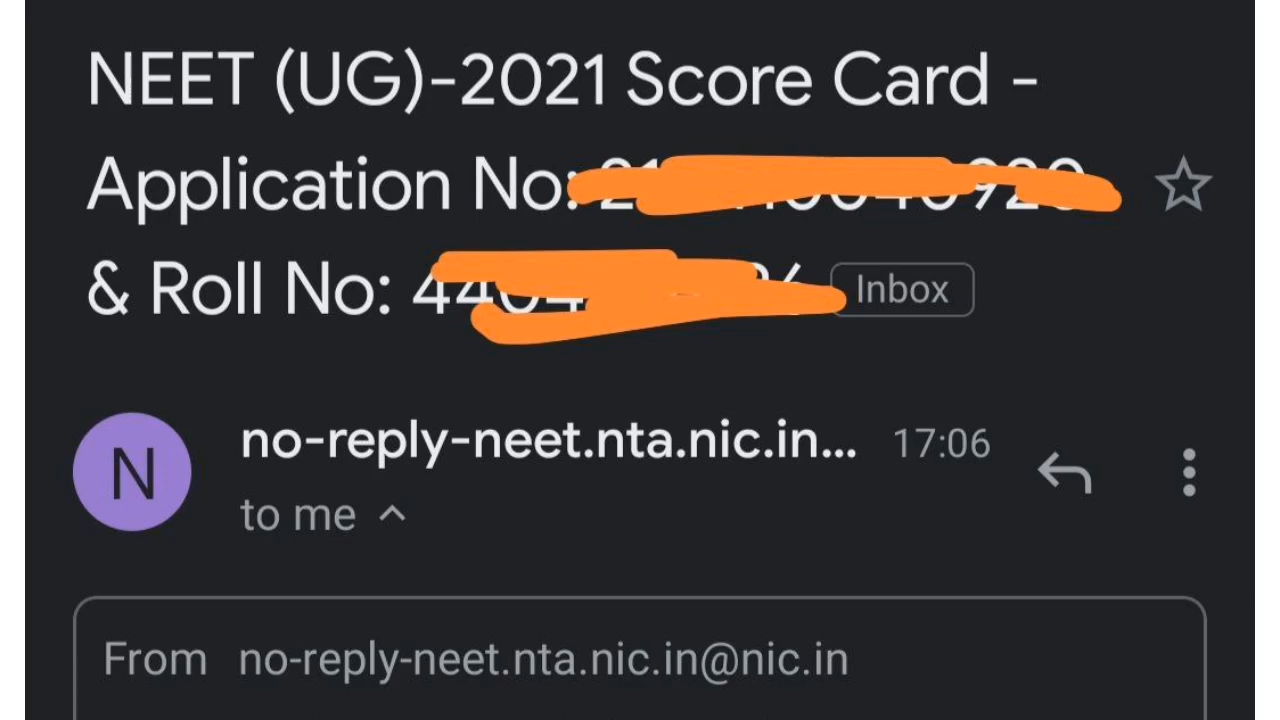 NEET (UG)-2021 Score Card -
Application No:
& Roll No: Inbox
N
no-reply-neet.nta.nic.in... 17:06
to me
From no-reply-neet.nta.nic.in@nic.in